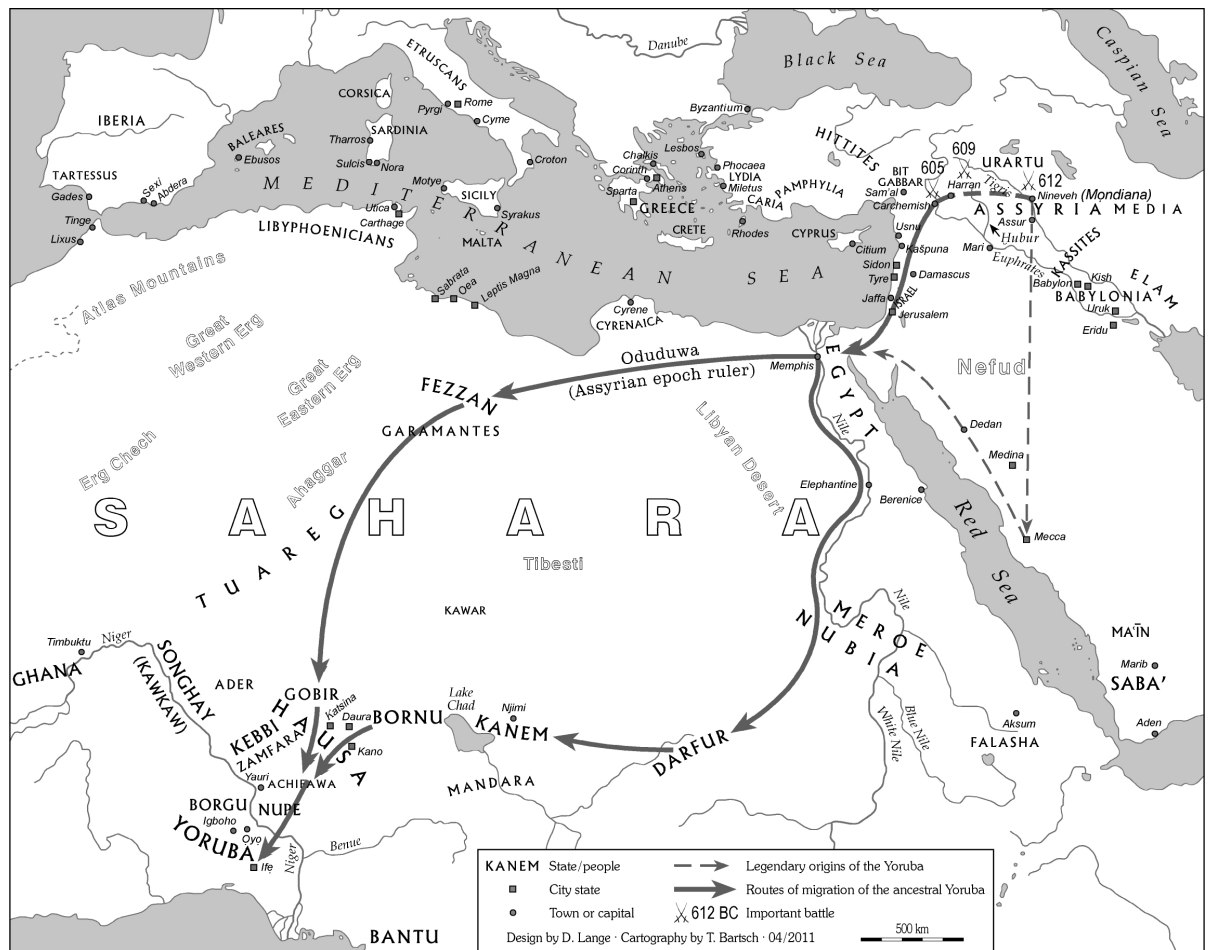 Danube
Black Sea
Caspian Sea
ETRUSCANS
CORSICA
Pyrgi
Rome
Cyme
Byzantium
IBERIA
BALEARES
Ebusos
Tharros
SARDINIA
Sulcis
Nora
Croton
Lesbos
Chalkis
Corinth
Athens
Phocaea
LYDIA
Miletus
CARIA
PAMPHYLIA
HITTITES
BIT
GABBAR
Sam'al
Carchemish
605
609
Harran
URARTU
Tigris
612
Nineveh (Mondiana)
TARTESSUS
Gades
Sexi
Abdera
MEDITERRANEAN SEA
Motye
SICILY
Syrakus
Sparta
GREECE
CRETE
Rhodes
CYPRUS
Citium
Usnu
Kašpuna
ASSYRIA
MEDIA
Assur
Hubur
Mari
Euphrates
KASSITES
ELAM
Tinge
Lixus
Utica
Carthage
LIBYPHOENICIANS
MALTA
Sidon
Tyre
Damascus
Babylon
Kish
BABYLONIA
Uruk
Eridu
Atlas Mountains
Sabrata
Oea
Leptis Magna
Cyrene
CYRENAICA
Jaffa
ISRAEL
Jerusalem
Great
Western Erg
Great
Eastern Erg
Oduduwa
(Assyrian epoch ruler)
Memphis
EGYPT
Nefud
FEZZAN
GARAMANTES
Libyan Desert
Nile
Dedan
Medina
Erg Chech
Ahaggar
Elephantine
Berenice
Red Sea
SAHARA
Mecca
TUAREG
Tibesti
KAWAR
Nile
MEROE
NUBIA
MA'ĪN
Marib
SABA'
Aden
Timbuktu
Niger
GHANA
SONGHAY
(KAWKAW)
ADER
GOBIR
Katsina
Daura
Kano
HAUSA
KEBBI
ZAMFARA
BORNU
Lake
Chad
Njimi
KANEM
DARFUR
White Nile
Blue Nile
Aksum
FALASHA
MANDARA
Yauri
ACHIFAWA
BORGU
NUPE
Igboho
Oyo
YORUBA
Ife
Niger
Benue
BANTU
KANEM State/people
City state
Town or capital
Legendary origins of the Yoruba
Routes of migration of the ancestral Yoruba
612 BC Important battle
Design by D. Lange · Cartography by T. Bartsch · 04/2011
500 km